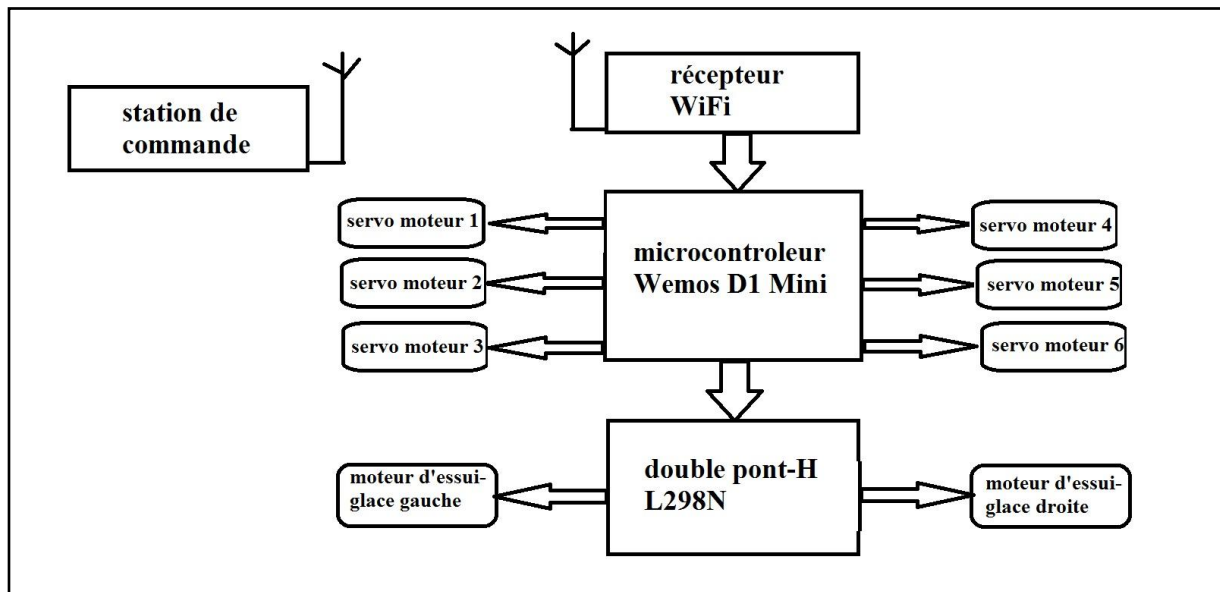 station de
commande
récepteur
WiFi
servo moteur 1
servo moteur 2
servo moteur 3
microcontroleur
Wemos D1 Mini
servo moteur 4
servo moteur 5
servo moteur 6
moteur d'essui-
glace gauche
double pont-H
L298N
moteur d'essui-
glace droite